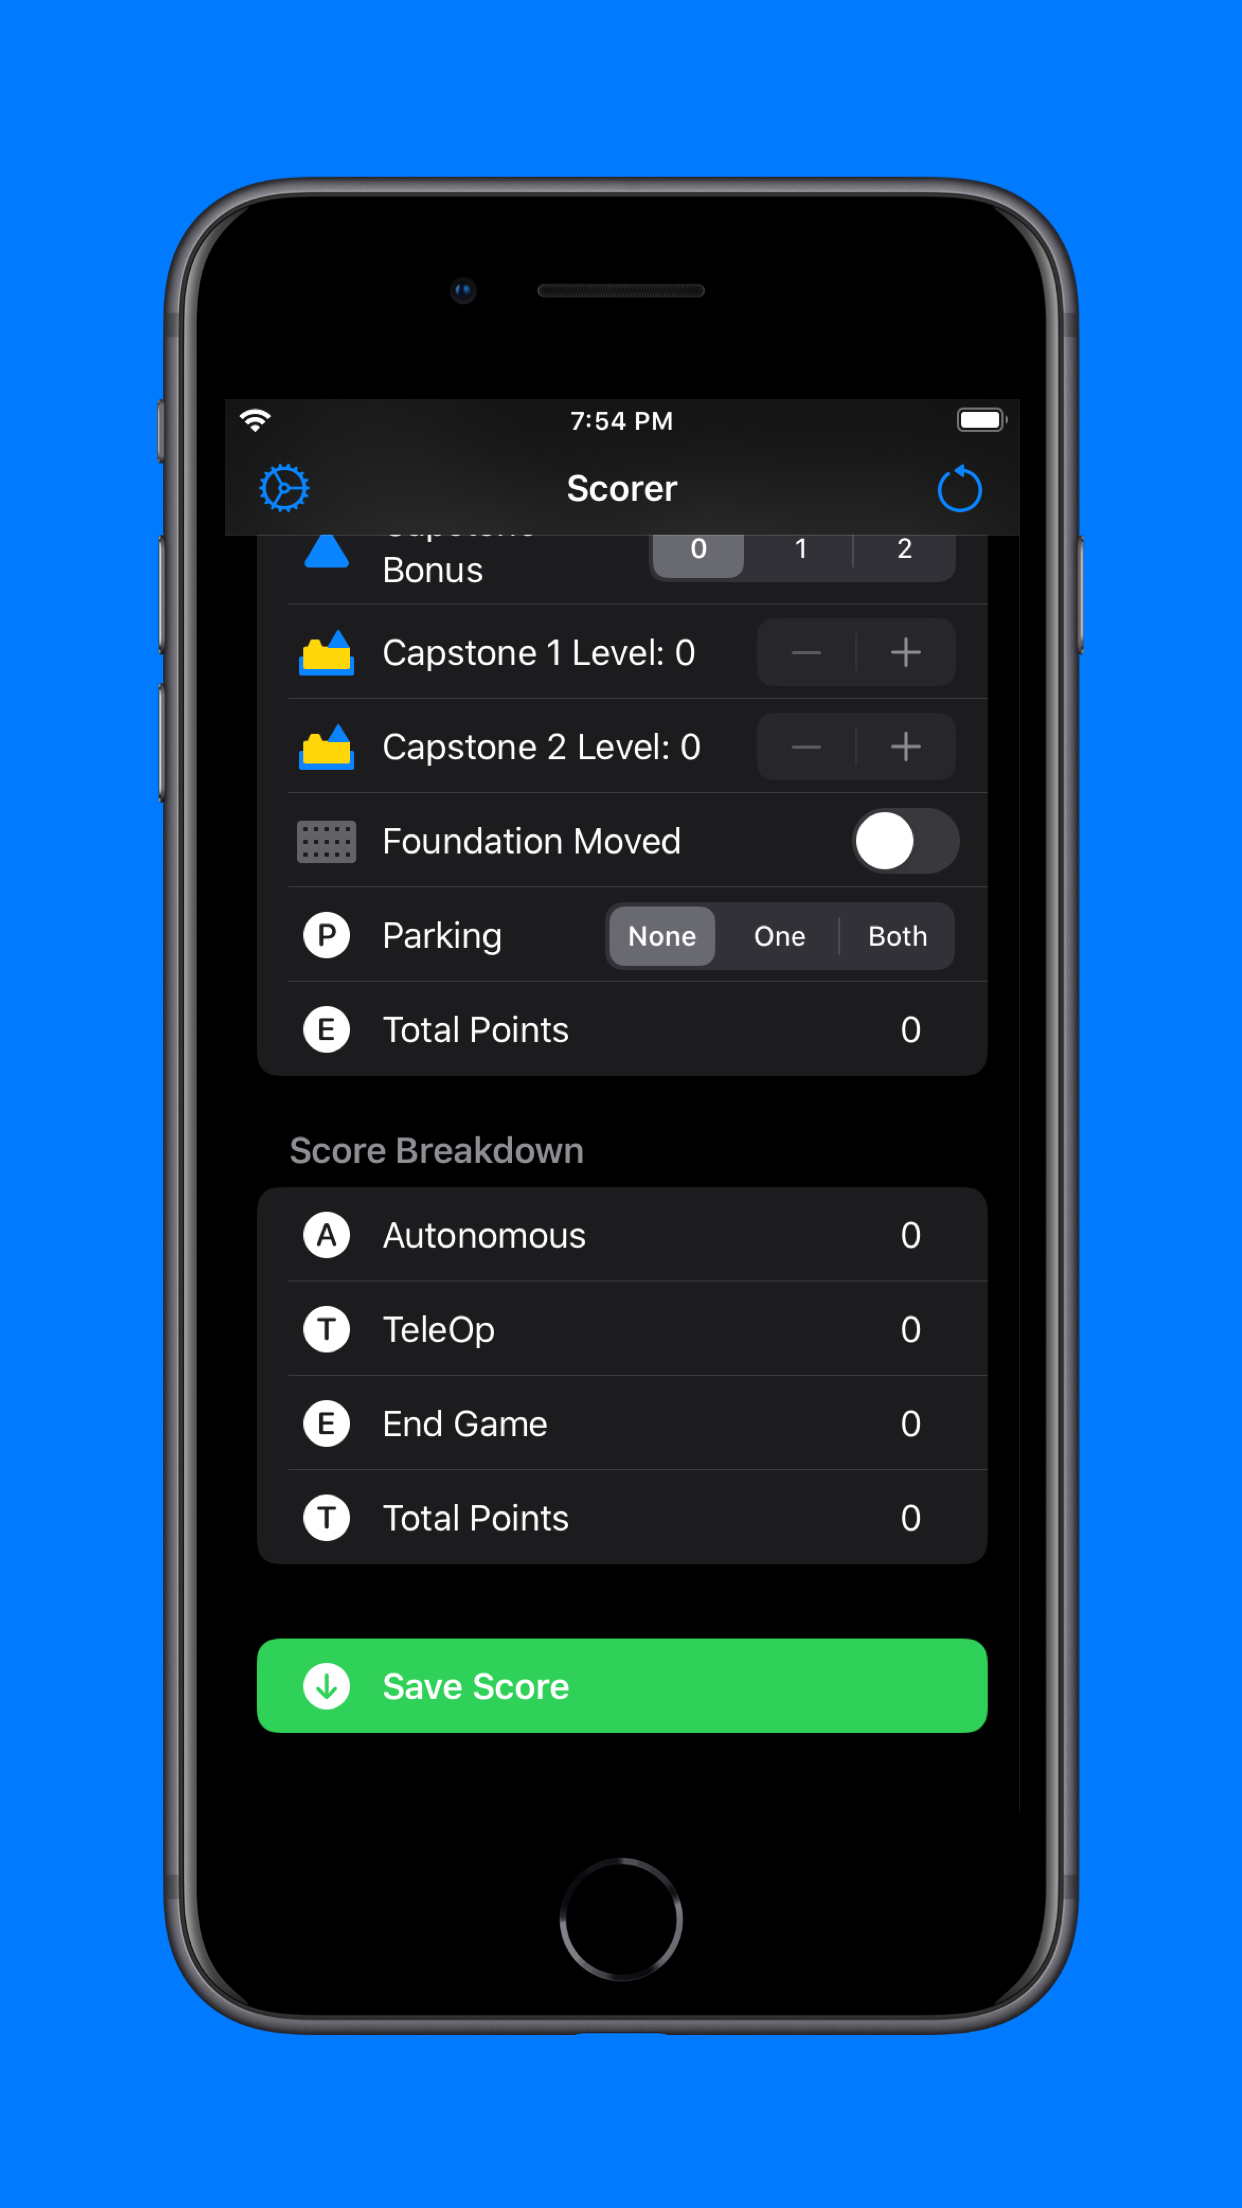 7:54 PM
Scorer
Bonus
0 1 2
Capstone 1 Level: 0
Capstone 2 Level: 0
Foundation Moved
P Parking None One Both
E Total Points 0
Score Breakdown
A Autonomous 0
T TeleOp 0
E End Game 0
T Total Points 0
Save Score